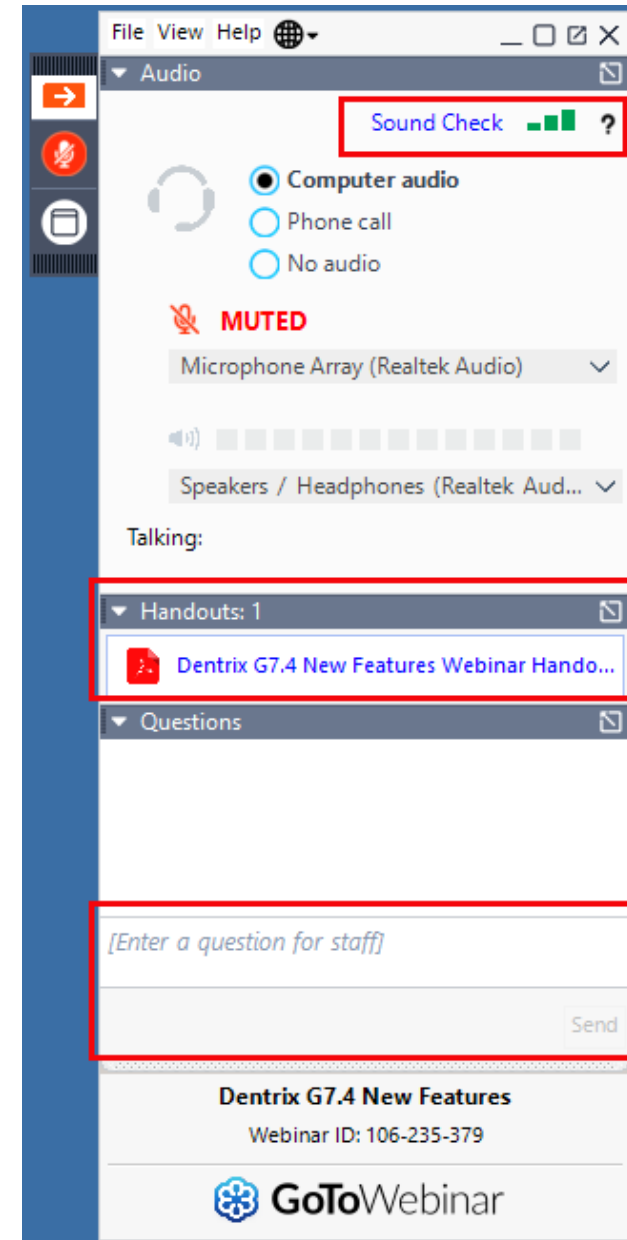 File View Help
Audio
Sound Check ?
Computer audio
Phone call
No audio
MUTED
Microphone Array (Realtek Audio)
Speakers / Headphones (Realtek Aud...
Talking:
Handouts: 1
Dentrix G7.4 New Features Webinar Hando...
Questions
[Enter a question for staff]
Send
Dentrix G7.4 New Features
Webinar ID: 106-235-379
GoToWebinar